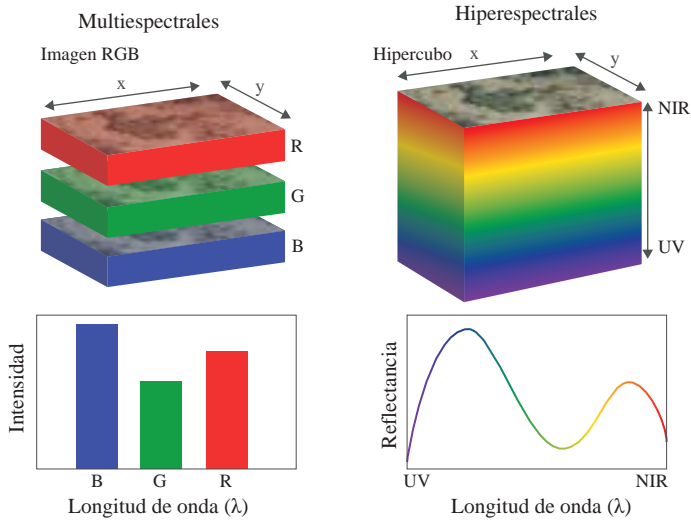 Multiespectrales
Imagen RGB
x
y
R
G
B
Intensidad
B G R
Longitud de onda (λ)
Hiperespectrales
Hipercubo
x
y
NIR
UV
Reflectancia
UV NIR
Longitud de onda (λ)